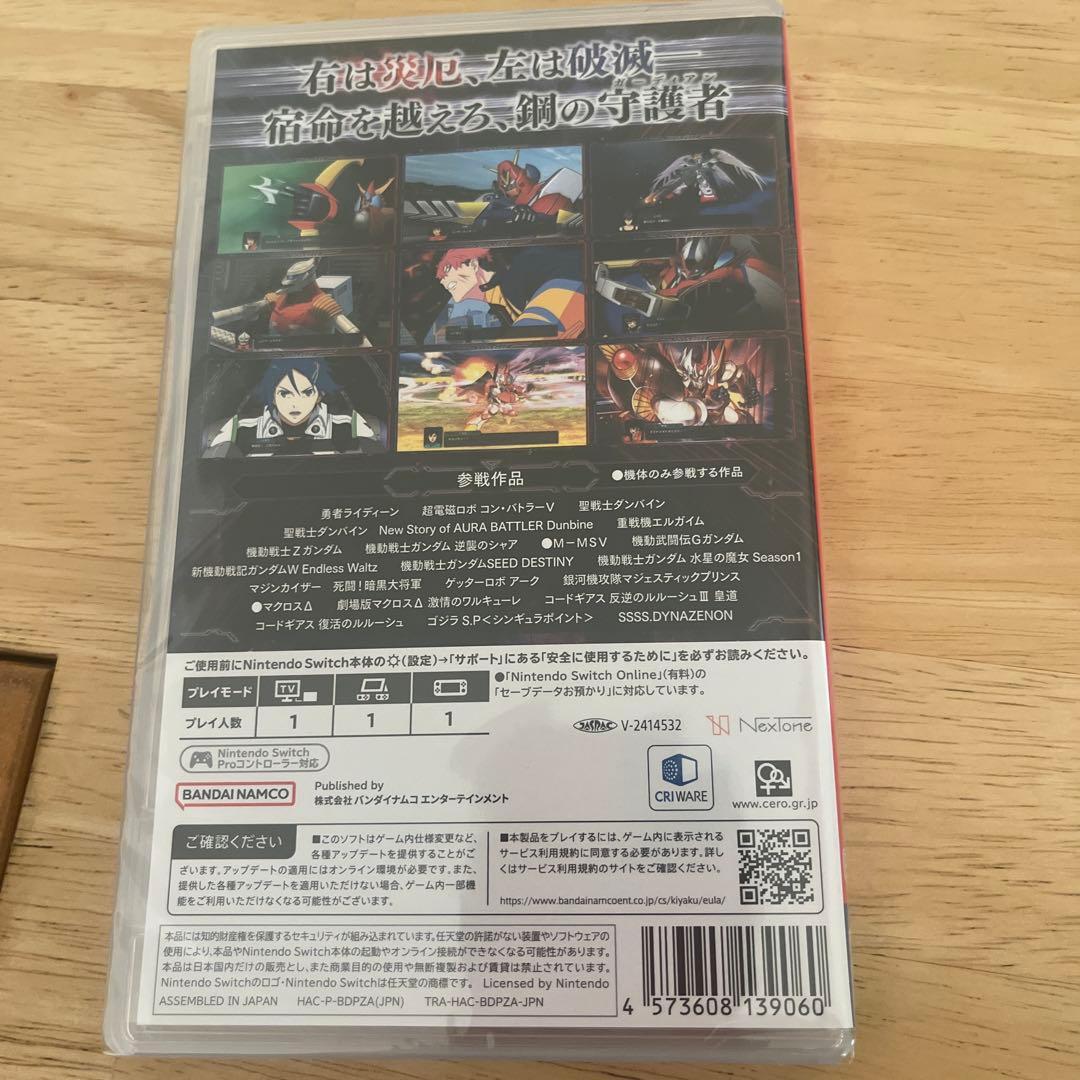 右は災厄、左は破滅――
宿命を越えろ、鋼の守護者
ガーディアン
参戦作品 ●機体のみ参戦する作品
勇者ライディーン 超電磁ロボ コン・バトラーV 聖戦士ダンバイン
聖戦士ダンバイン New Story of AURA BATTLER Dunbine 重戦機エルガイム
機動戦士Zガンダム 機動戦士ガンダム 逆襲のシャア ●M-MSV 機動武闘伝Gガンダム
新機動戦記ガンダムW Endless Waltz 機動戦士ガンダムSEED DESTINY 機動戦士ガンダム 水星の魔女 Season1
マジンカイザー 死闘!暗黒大将軍 ゲッターロボ アーク 銀河機攻隊マジェスティックプリンス
●マクロスΔ 劇場版マクロスΔ 激情のワルキューレ コードギアス 反逆のルルーシュⅢ 皇道
コードギアス 復活のルルーシュ ゴジラ S.P<シンギュラポイント> SSSS.DYNAZENON
ご使用前にNintendo Switch本体の(設定)→「サポート」にある「安全に使用するために」を必ずお読みください。
プレイモード TV
プレイ人数 1 1 1
●「Nintendo Switch Online」(有料)の
「セーブデータお預かり」に対応しています。
JASRAC V-2414532 NexTone
Nintendo Switch
Proコントローラー対応
BANDAI NAMCO
Published by
株式会社 バンダイナムコ エンターテインメント
CRIWARE
www.cero.gr.jp
ご確認ください
■このソフトはゲーム内仕様変更など、
各種アップデートを提供することがご
ざいます。アップデートの適用にはオンライン環境が必要です。また、
提供した各種アップデートを適用いただけない場合、ゲーム内一部機
能をご利用いただけなくなる可能性がございます。
■本製品をプレイするには、ゲーム内に表示される
サービス利用規約に同意する必要があります。詳し
くはサービス利用規約のサイトをご確認ください。
https://www.bandainamcoent.co.jp/cs/kiyaku/eula/
本品には知的財産権を保護するセキュリティが組み込まれています。任天堂の許諾がない装置やソフトウェアの
使用により、本品やNintendo Switch本体の起動やオンライン接続ができなくなる可能性があります。
本品は日本国内だけの販売とし、また商業目的の使用や無断複製および賃貸は禁止されています。
Nintendo Switchのロゴ・Nintendo Switchは任天堂の商標です。 Licensed by Nintendo
ASSEMBLED IN JAPAN HAC-P-BDPZA(JPN) TRA-HAC-BDPZA-JPN
4 573608 139060